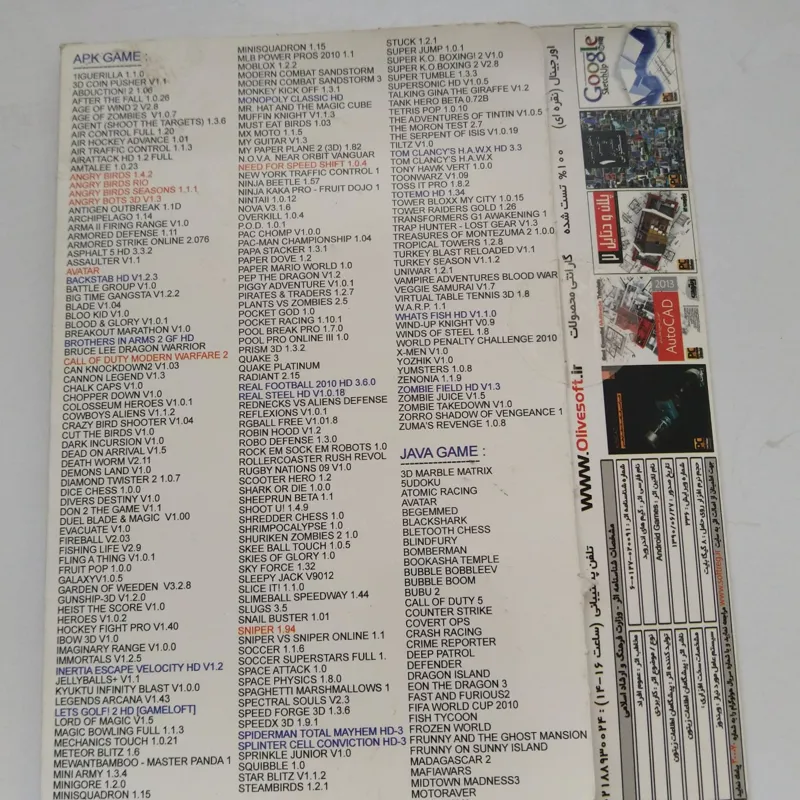 APK GAME :
1!GUERILLA 1.1.0
3D COIN PUSHER V1.1
ABOUCTION! 2 1.06
AFTER THE FALL 1.0.26
AGE OF WIND 2 V2.8
AGE OF ZOMBIES V1.0.7
AGENT (SHOOT THE TARGETS) 1.3.6
AIR CONTROL FULL 1.20
AIR HOCKEY ADVANCE 1.01
AIR TRAFFIC CONTROL 1.1.3
AIRATTACK HD 1.2 FULL
AMTALEE 1.0.23
ANGRY BIRDS 1.4.2
ANGRY BIRDS RIO
ANGRY BIRDS SEASONS 1.1.1
ANGRY BOTS 3D V1.3
ANTIGEN OUTBREAK 1.1D
ARCHIPELAGO 1.14
ARMA II FIRING RANGE V1.0
ARMORED DEFENSE 1.11
ARMORED STRIKE ONLINE 2.076
ASPHALT 5 HD 3.3.2
ASSAULTER V1.1
AVATAR
BACKSTAB HD V1.2.3
BATTLE GROUP V1.0
BIG TIME GANGSTA V1.2.2
BLADE V1.04
BLOO KID V1.0
BLOOD & GLORY V1.0.1
BREAKOUT MARATHON V1.0
BROTHERS IN ARMS 2 GF HD
BRUCE LEE DRAGON WARRIOR
CALL OF DUTY MODERN WARFARE 2
CAN KNOCKDOWN2 V1.03
CANNON LEGEND V1.3
CHALK CAPS V1.0
CHOPPER DOWN V1.0
COLOSSEUM HEROES V1.0.1
COWBOYS ALIEN V1.1.2
CRAZY BIRD SHOOTER V1.04
CUT THE BIRDS V1.0
DARK INCURSION V1.0
DEAD ON ARRIVAL V1.5
DEATH WORM V2.11
DEMONS LAND V1.0
DIAMOND TWISTER 2 1.0.7
DICE CHESS 1.0.0
DIVERS DESTINY V1.0
DON 2 THE GAME V1.1
DUEL BLADE & MAGIC V1.00
EVACUATE V1.0
FIREBALL V2.03
FISHING LIFE V2.9
FLING A THING V1.0.1
FRUIT POP 1.0.0
GALAXYV1.0.5
GARDEN OF WEEDEN V3.2.8
GUNSHIP-3D V1.2.0
HEIST THE SCORE V1.0
HEROES V1.0.2
HOCKEY FIGHT PRO V1.40
IBOW 3D V1.0
IMAGINARY RANGE V1.0.0
IMMORTALS V1.2.5
INERTIA ESCAPE VELOCITY HD V1.2
JELLYBALLS+ V1.1
KYUKTU INFINITY BLAST V1.0.0
LEGENDS ARCANA V1.43
LETS GOLF! 2 HD [GAMELOFT]
LORD OF MAGIC V1.5
MAGIC BOWLING FULL 1.1.3
MECHANICS TOUCH 1.0.21
METEOR BLITZ 1.6
MEWANTBAMBOO - MASTER PANDA 1
MINI ARMY 1.3.4
MINIGORE 1.2.0
MINISQUADRON 1.15
MINISQUADRON 1.15
MLB POWER PROS 2010 1.1
MOBLOX 1.2.2
MODERN COMBAT SANDSTORM
MODERN COMBAT SANDSTORM 3
MONKEY KICK OFF 1.3.1
MONOPOLY CLASSIC HD
MR. HAT AND THE MAGIC CUBE
MUFFIN KNIGHT V1.1.3
MUST EAT BIRDS 1.03
MX MOTO 1.1.5
MY GUITAR V1.3
MY PAPER PLANE 2 (3D) 1.82
N.O.V.A. NEAR ORBIT VANGUAR
NEED FOR SPEED SHIFT 1.0.4
NEW YORK TRAFFIC CONTROL 1
NINJA BEETLE 1.57
NINJA KAKA PRO - FRUIT DOJO 1
NINTAII 1.0.12
NOVA V3.1.6
OVERKILL 1.0.4
P.O.D. 1.0.1
PAC CHOMP V1.0.0
PAC-MAN CHAMPIONSHIP 1.04
PAPA STACKER 1.3.1
PAPER DOVE 1.2
PAPER MARIO WORLD 1.0
PEP THE DRAGON V1.2
PIGGY ADVENTURE V1.0.1
PIRATES & TRADERS 1.2.7
PLANTS VS ZOMBIES 2.5
POCKET GOD 1.0
POCKET RACING 1.10.1
POOL BREAK PRO 1.7.0
POOL PRO ONLINE III 1.0
PRISM 3D 1.3.2
QUAKE 3
QUAKE PLATINUM
RADIANT 2.15
REAL FOOTBALL 2010 HD 3.6.0
REAL STEEL HD V1.0.18
REDNECKS VS ALIENS DEFENSE
REFLEXIONS V1.0.1
RGBALL FREE V1.01.8
ROBIN HOOD V1.2
ROBO DEFENSE 1.3.0
ROCK EM SOCK EM ROBOTS 1.0
ROLLERCOASTER RUSH REVOL
RUGBY NATIONS 09 V1.0
SCOOTER HERO 1.2
SHARK OR DIE 1.0.0
SHEEPRUN BETA 1.1
SHOOT U! 1.4.9
SHREDDER CHESS 1.0
SHRIMPOCALYPSE 1.0
SHURIKEN ZOMBIES 2 1.0
SKEE BALL TOUCH 1.0.5
SKIES OF GLORY 1.0
SKY FORCE 1.32
SLEEPY JACK V9012
SLICE IT! 1.1.0
SLIMEBALL SPEEDWAY 1.44
SLUGS 3.5
SNAIL BUSTER 1.01
SNIPER 1.94
SNIPER VS SNIPER ONLINE 1.1
SOCCER 1.1.6
SOCCER SUPERSTARS FULL 1.
SPACE ATTACK 1.0
SPACE PHYSICS 1.8.0
SPAGHETTI MARSHMALLOWS 1
SPECTRAL SOULS V2.3
SPEED FORGE 3D 1.3.6
SPEEDX 3D 1.9.1
SPIDERMAN TOTAL MAYHEM HD-3
SPLINTER CELL CONVICTION HD-3
SPRINKLE JUNIOR V1.0
SQUIBBLE 1.0
STAR BLITZ V1.1.2
STEAMBIRDS 1.2.1
STUCK 1.2.1
SUPER JUMP 1.0.1
SUPER K.O. BOXING! 2 V1.0
SUPER K.O. BOXING 2 V2.8
SUPER TUMBLE 1.3.3
SUPERSONIC HD V1.0.5
TALKING GINA THE GIRAFFE V1.2
TANK HERO BETA 0.72B
TETRIS POP 1.0.10
THE ADVENTURES OF TINTIN V1.0.5
THE MORON TEST 2.7
THE SERPENT OF ISIS V1.0.19
TILTZ V1.0
TOM CLANCY'S H.A.W.X HD 3.3
TOM CLANCY'S H.A.W.X
TONY HAWK VERT 1.0.0
TOONWARZ V1.09
TOSS IT PRO 1.8.2
TOTEMO HD 1.34
TOWER BLOXX MY CITY 1.0.15
TOWER RAIDERS GOLD 1.26
TRANSFORMERS G1 AWAKENING 1
TRAP HUNTER - LOST GEAR V1.3
TREASURES OF MONTEZUMA 2 1.0.0
TROPICAL TOWERS 1.2.8
TURKEY BLAST RELOADED V1.1
TURKEY SEASON V1.1.2
UNIWAR 1.2.1
VAMPIRE ADVENTURES BLOOD WAR
VEGGIE SAMURAI V1.7
VIRTUAL TABLE TENNIS 3D 1.8
W.A.R.P. 1.1
WHATS FISH HD V1.1.0
WIND-UP KNIGHT V0.9
WINDS OF STEEL 1.8
WORLD PENALTY CHALLENGE 2010
X-MEN V1.0
YOZHIK V1.0
YUMSTERS 1.0.8
ZENONIA 1.1.9
ZOMBIE FIELD HD V1.3
ZOMBIE JUICE V1.5
ZOMBIE TAKEDOWN V1.0
ZORRO SHADOW OF VENGEANCE 1
ZUMA'S REVENGE 1.0.8
JAVA GAME :
3D MARBLE MATRIX
5UDOKU
ATOMIC RACING
AVATAR
BEGEMMED
BLACKSHARK
BLETOOTH CHESS
BLINDFURY
BOMBERMAN
BOOKASHA TEMPLE
BUBBLE BOBBLEEV
BUBBLE BOOM
BUBU 2
CALL OF DUTY 5
COUNTER STRIKE
COVERT OPS
CRASH RACING
CRIME REPORTER
DEEP PATROL
DEFENDER
DRAGON ISLAND
EON THE DRAGON 3
FAST AND FURIOUS2
FIFA WORLD CUP 2010
FISH TYCOON
FROZEN WORLD
FRUNNY AND THE GHOST MANSION
FRUNNY ON SUNNY ISLAND
MADAGASCAR 2
MAFIAWARS
MIDTOWN MADNESS3
MOTORAVER
اورجینال (نقره ای)
۱۰۰% تست شده
گارانتی محصولات
www.Olivesoft.ir
تلفن پشتیبانی (ساعت ۱۶-۱۴) : ۰۲۱۸۸۹۳۰۰۲۴
Google
SketchUp
پلان و دتایل ۲
2013
AutoCAD
Android Games